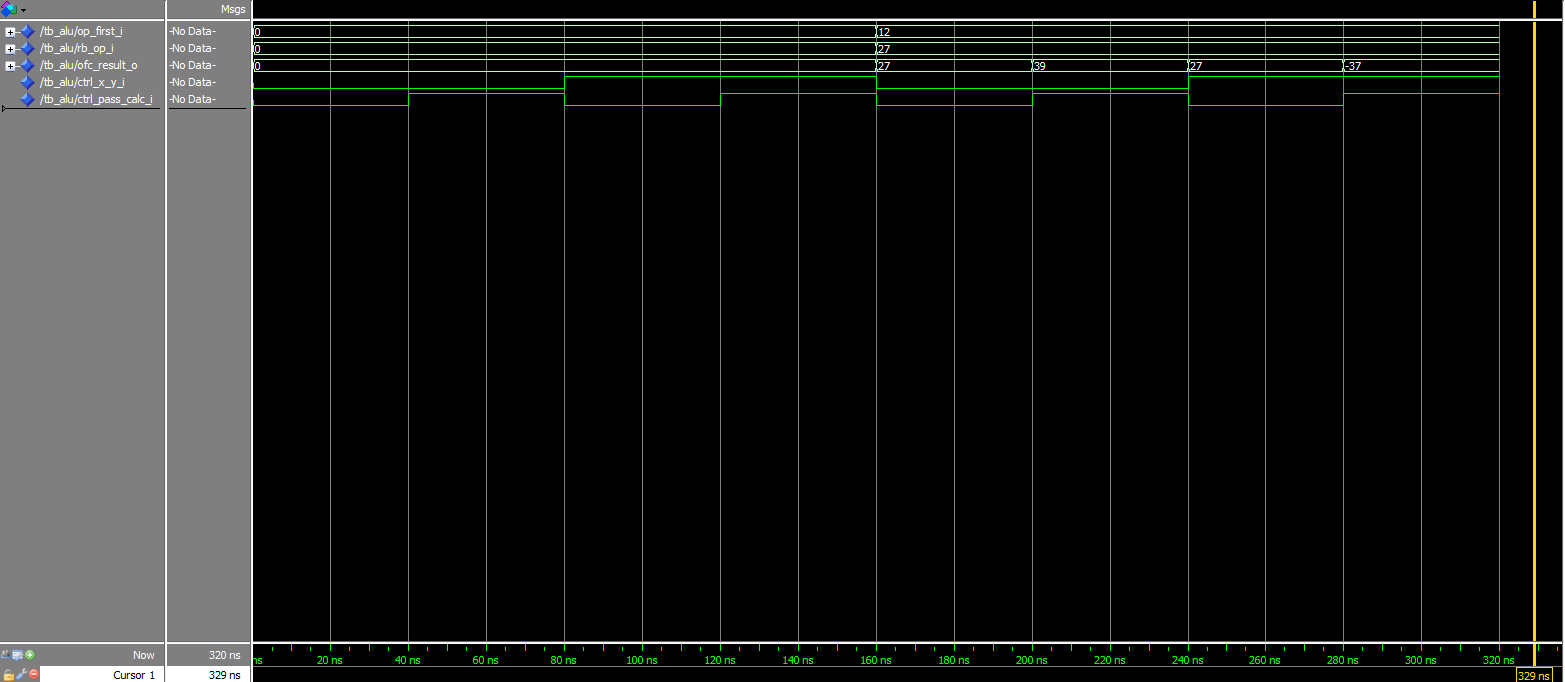 Msgs
/tb_alu/op_first_i -No Data- 0 12
/tb_alu/rb_op_i -No Data- 0 27
/tb_alu/ofc_result_o -No Data- 0 27 39 27 -37
/tb_alu/ctrl_x_y_i -No Data-
/tb_alu/ctrl_pass_calc_i -No Data-
Now 320 ns ns 20 ns 40 ns 60 ns 80 ns 100 ns 120 ns 140 ns 160 ns 180 ns 200 ns 220 ns 240 ns 260 ns 280 ns 300 ns 320 ns
Cursor 1 329 ns 329 ns